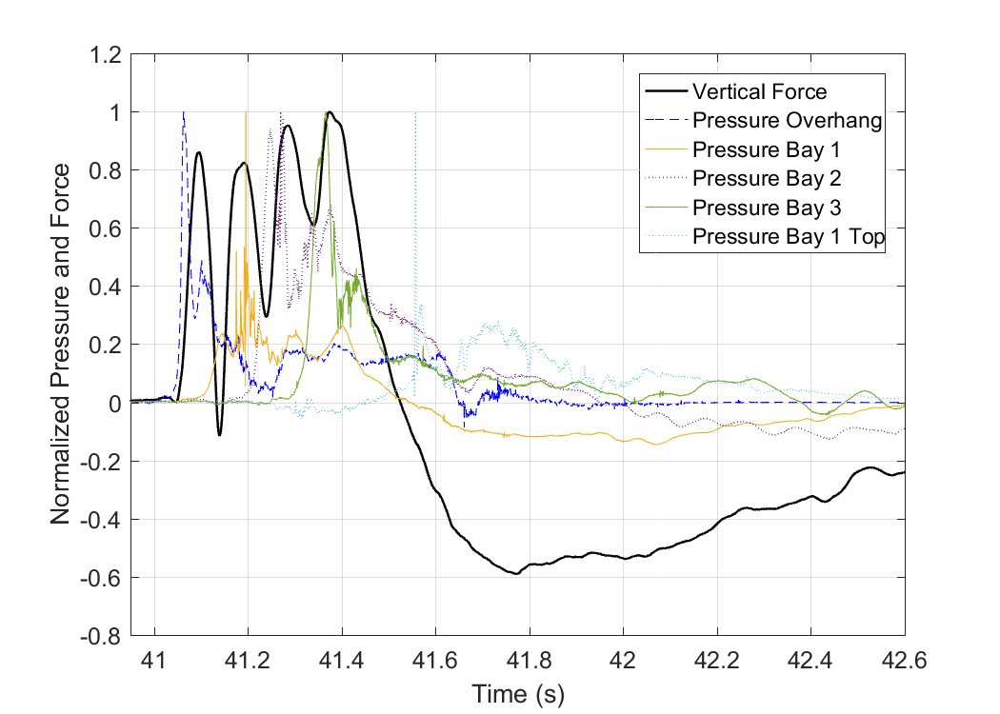 1.2
1
0.8
0.6
0.4
0.2
0
-0.2
-0.4
-0.6
-0.8
Normalized Pressure and Force
Vertical Force
Pressure Overhang
Pressure Bay 1
Pressure Bay 2
Pressure Bay 3
Pressure Bay 1 Top
41 41.2 41.4 41.6 41.8 42 42.2 42.4 42.6
Time (s)